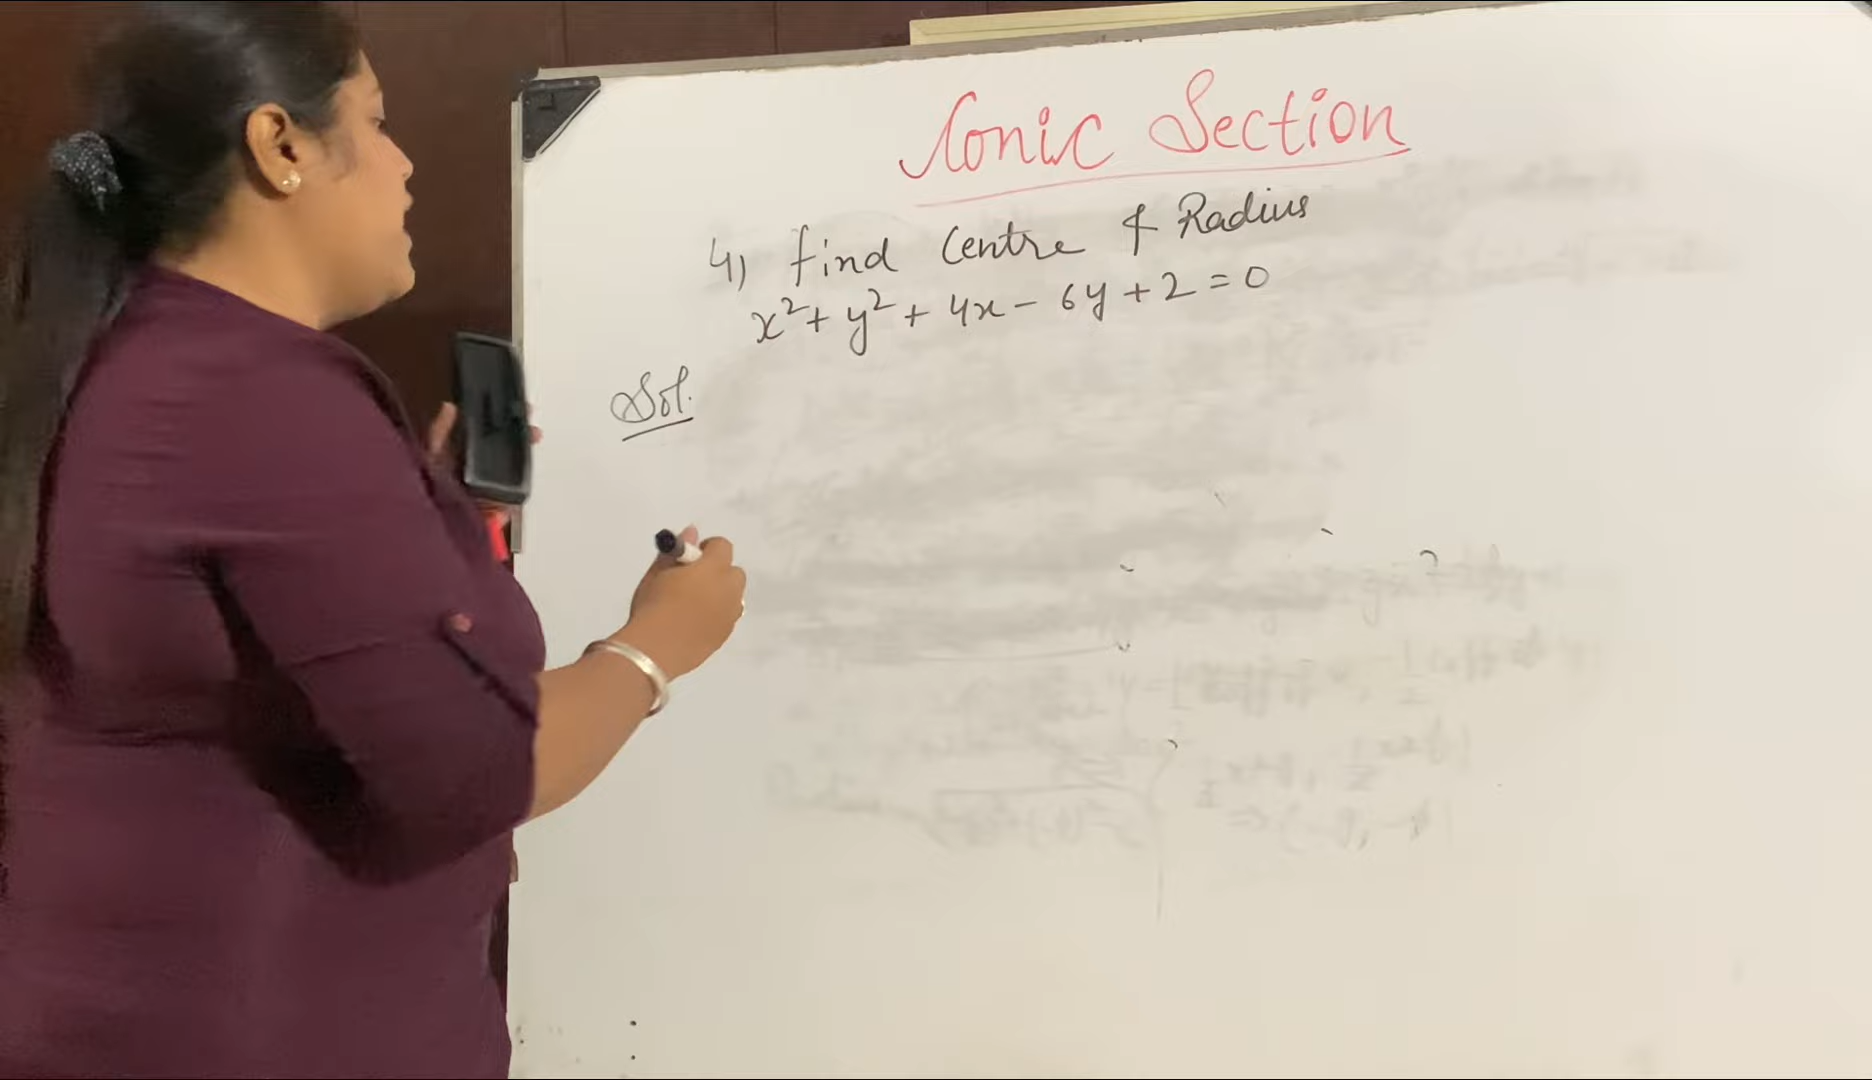 Conic Section
4) find Centre & Radius
x²+ y² + 4x - 6y + 2 = 0
Sol.